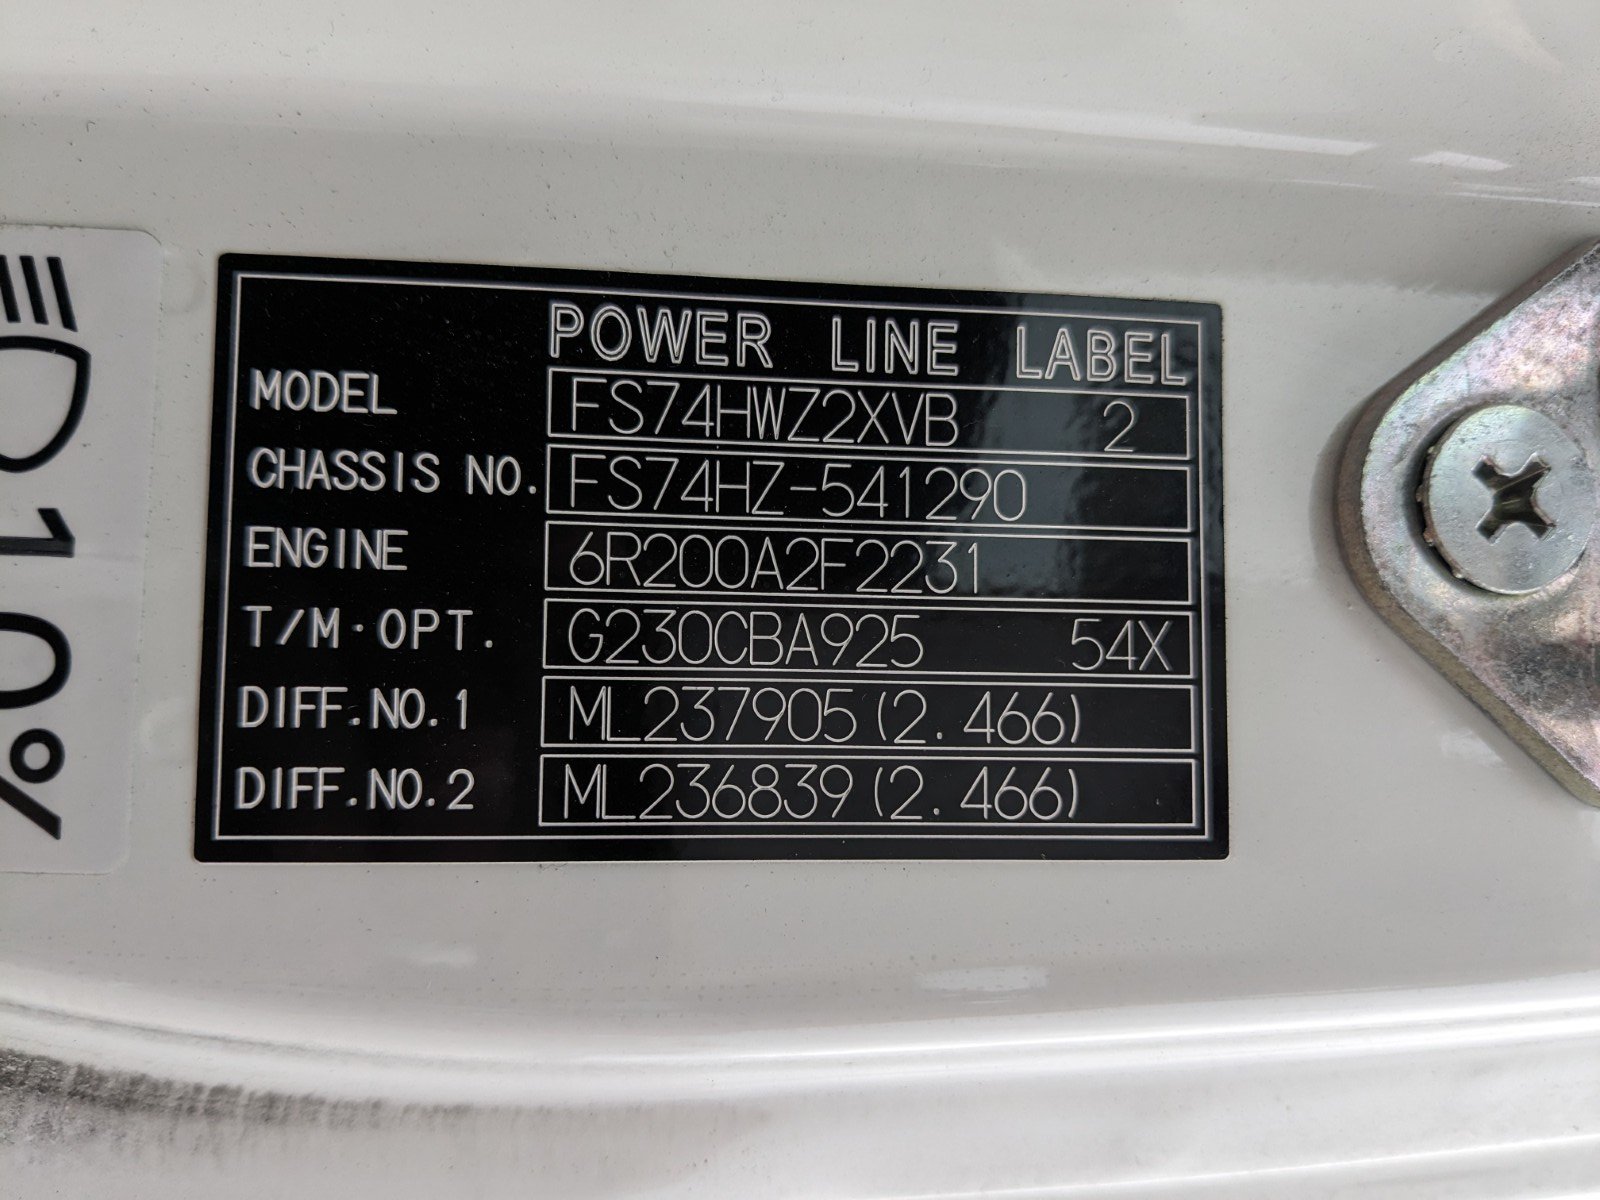 POWER LINE LABEL
MODEL FS74HWZ2XVB 2
CHASSIS NO. FS74HZ-541290
ENGINE 6R200A2F2231
T/M·OPT. G230CBA925 54X
DIFF.NO.1 ML237905(2.466)
DIFF.NO.2 ML236839(2.466)
D10%